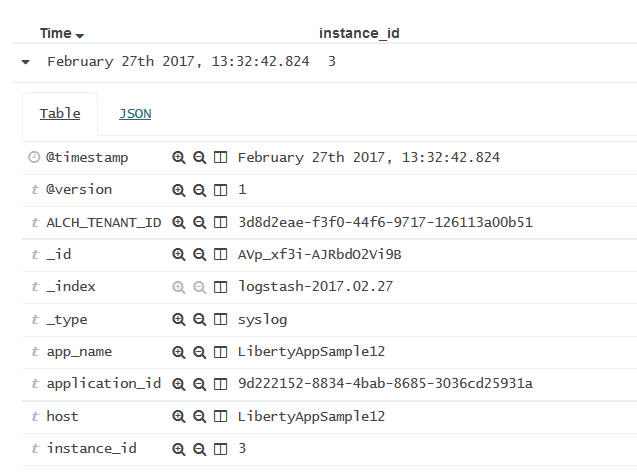 Time instance_id
February 27th 2017, 13:32:42.824 3
Table JSON
@timestamp February 27th 2017, 13:32:42.824
t @version 1
t ALCH_TENANT_ID 3d8d2eae-f3f0-44f6-9717-126113a00b51
t _id AVp_xf3i-AJRbdO2Vi9B
t _index logstash-2017.02.27
t _type syslog
t app_name LibertyAppSample12
t application_id 9d222152-8834-4bab-8685-3036cd25931a
t host LibertyAppSample12
t instance_id 3